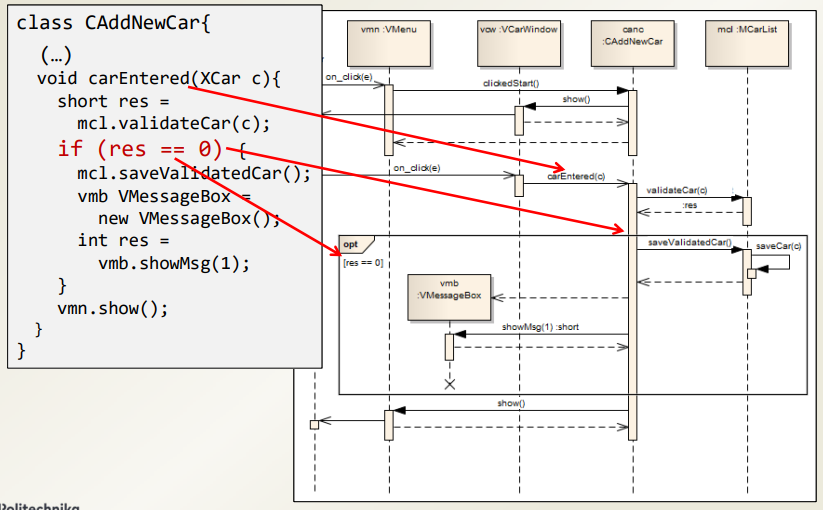 class CAddNewCar{
(…)
void carEntered(XCar c){
short res =
mcl.validateCar(c);
if (res == 0) {
mcl.saveValidatedCar();
vmb VMessageBox =
new VMessageBox();
int res =
vmb.showMsg(1);
}
vmn.show();
}
}
vmn :VMenu
vcw :VCarWindow
canc
:CAddNewCar
mcl :MCarList
on_click(e)
clickedStart()
show()
on_click(e)
carEntered(c)
validateCar(c)
:res
opt
[res == 0]
saveValidatedCar()
saveCar(c)
vmb
:VMessageBox
showMsg(1) :short
show()
Politechnika